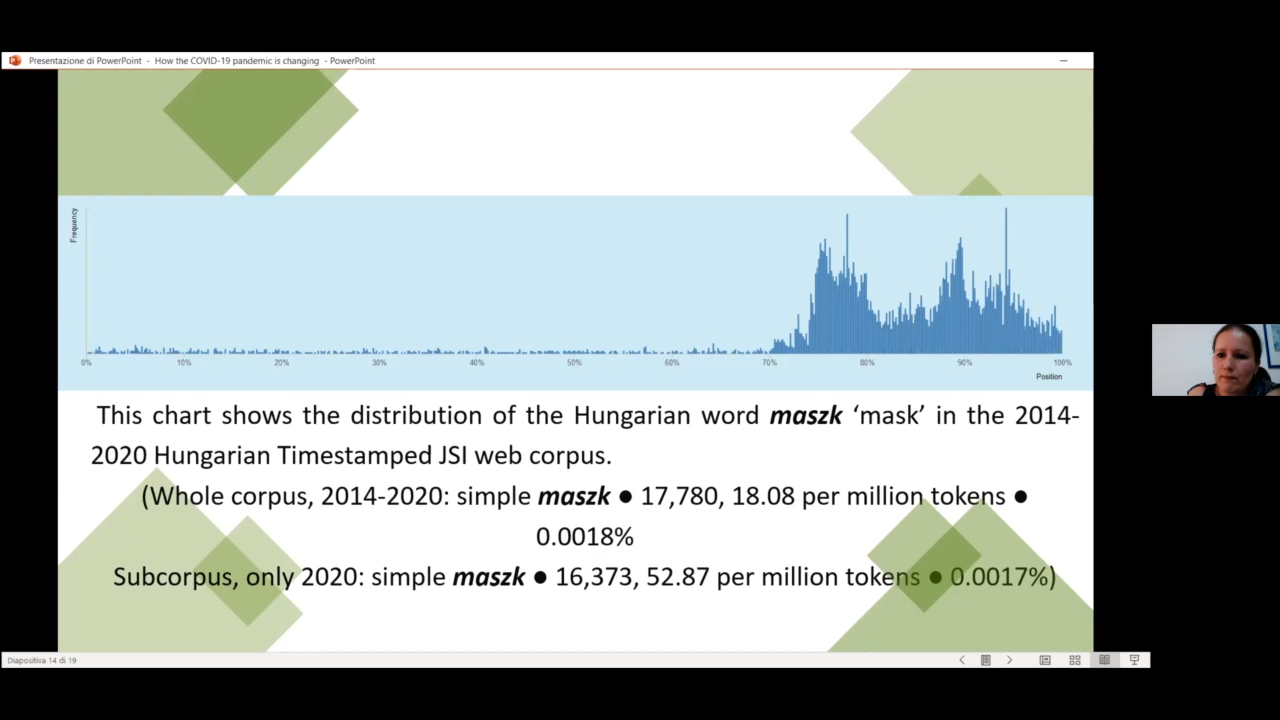 Presentazione di PowerPoint - How the COVID-19 pandemic is changing - PowerPoint
Frequency
0% 10% 20% 30% 40% 50% 60% 70% 80% 90% 100%
Position
This chart shows the distribution of the Hungarian word maszk ‘mask’ in the 2014-
2020 Hungarian Timestamped JSI web corpus.
(Whole corpus, 2014-2020: simple maszk ● 17,780, 18.08 per million tokens ●
0.0018%
Subcorpus, only 2020: simple maszk ● 16,373, 52.87 per million tokens ● 0.0017%)
Diapositiva 14 di 19